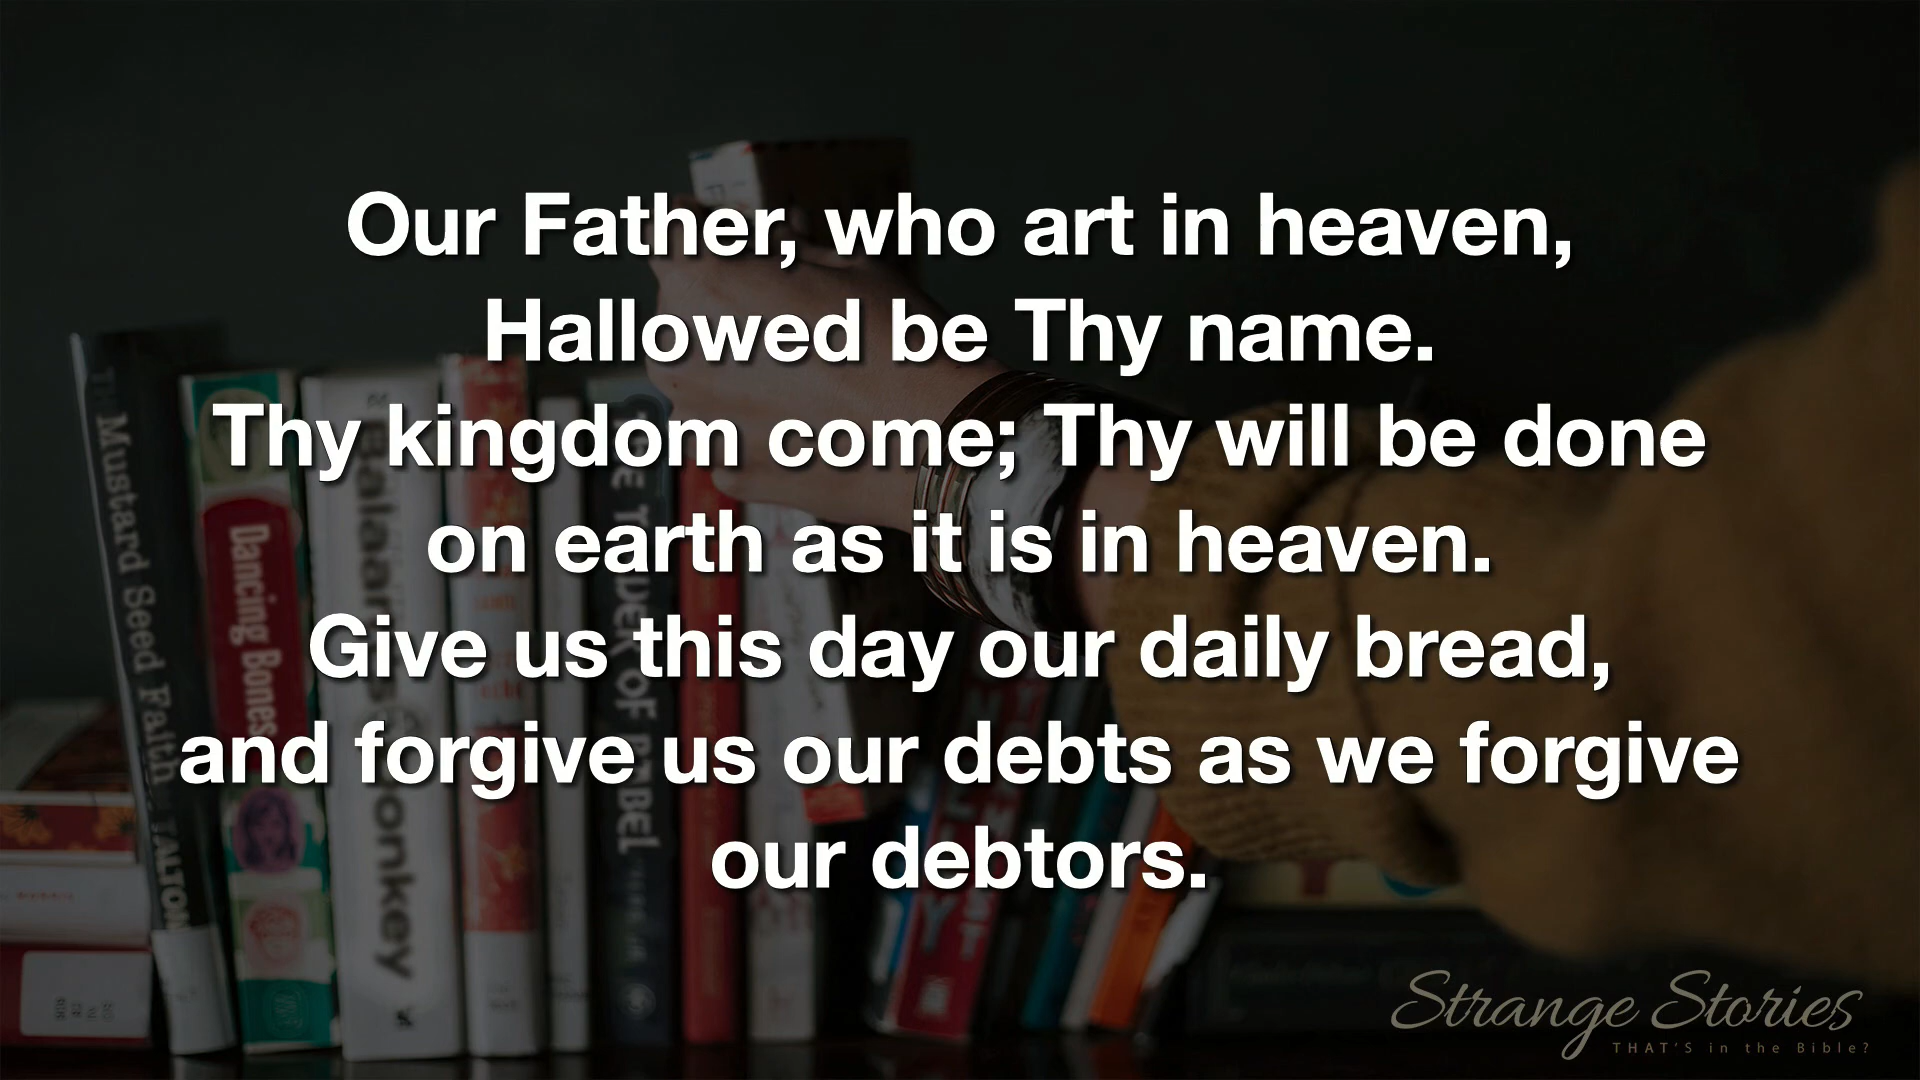 Our Father, who art in heaven,
Hallowed be Thy name.
Thy kingdom come; Thy will be done
on earth as it is in heaven.
Give us this day our daily bread,
and forgive us our debts as we forgive
our debtors.
Mustard Seed Faith
Dancing Bones
Balaam's Donkey
Strange Stories
THAT'S in the Bible?